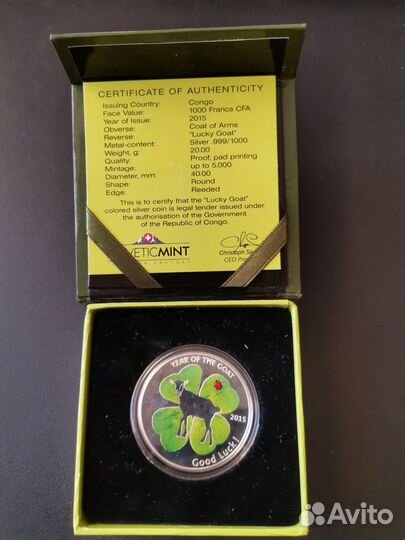 CERTIFICATE OF AUTHENTICITY
Issuing Country: Congo
Face Value: 1000 Francs CFA
Year of Issue: 2015
Obverse: Coat of Arms
Reverse: "Lucky Goat"
Metal-content: Silver .999/1000
Weight, g: 20.00
Quality: Proof, pad printing
Mintage: up to 5.000
Diameter, mm: 40.00
Shape: Round
Edge: Reeded
This is to certify that the "Lucky Goat"
colored silver coin is legal tender issued under
the authorisation of the Government
of the Republic of Congo.
VETICMINT
Christoph
CEO
YEAR OF THE GOAT
2015
Good Luck!
Avito